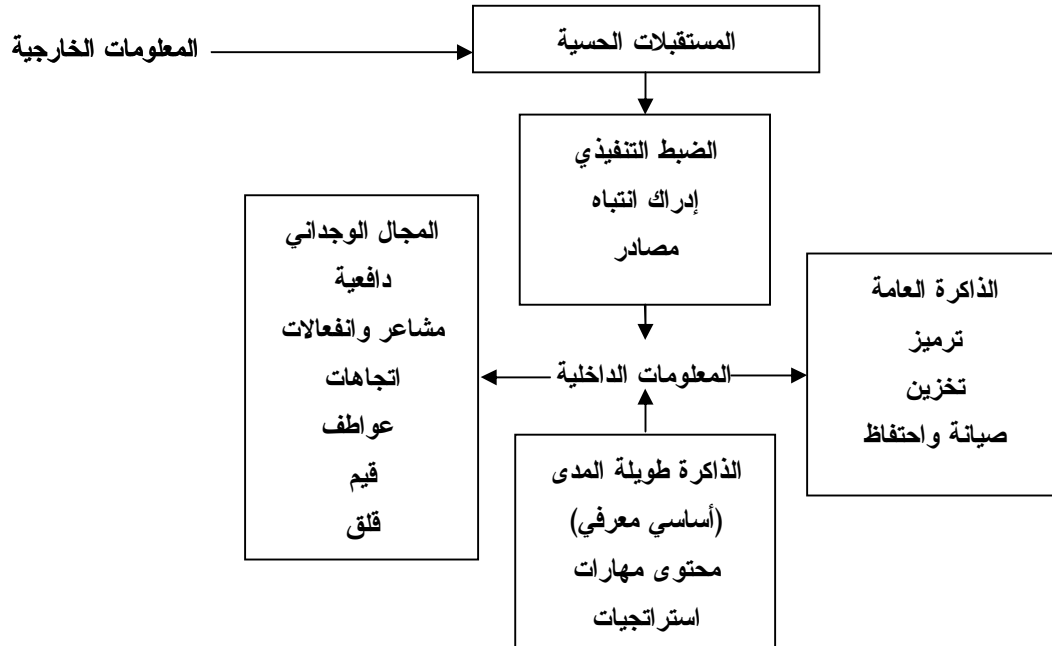 المعلومات الخارجية
المستقبلات الحسية
الضبط التنفيذي
إدراك انتباه
مصادر
المجال الوجداني
دافعية
مشاعر وانفعالات
اتجاهات
عواطف
قيم
قلق
المعلومات الداخلية
الذاكرة العامة
ترميز
تخزين
صيانة واحتفاظ
الذاكرة طويلة المدى
(أساسي معرفي)
محتوى مهارات
استراتجيات